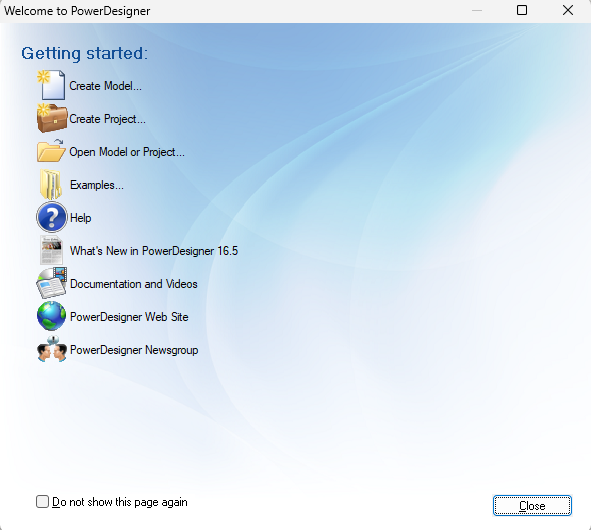 Welcome to PowerDesigner
Getting started:
Create Model...
Create Project...
Open Model or Project...
Examples...
Help
What's New in PowerDesigner 16.5
Documentation and Videos
PowerDesigner Web Site
PowerDesigner Newsgroup
Do not show this page again
Close